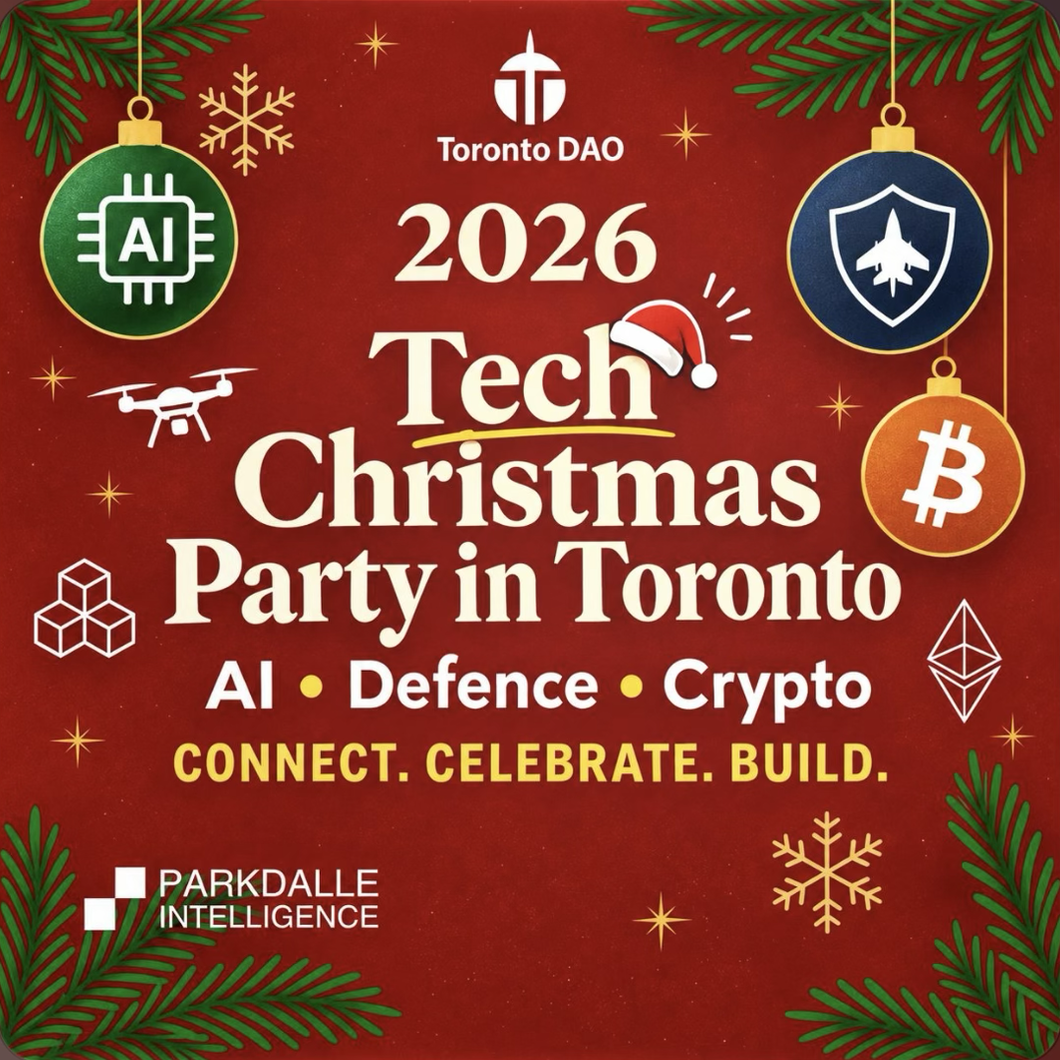 Toronto DAO
2026
AI
Tech
Christmas
Party in Toronto
AI • Defence • Crypto
CONNECT. CELEBRATE. BUILD.
PARKDALLE
INTELLIGENCE